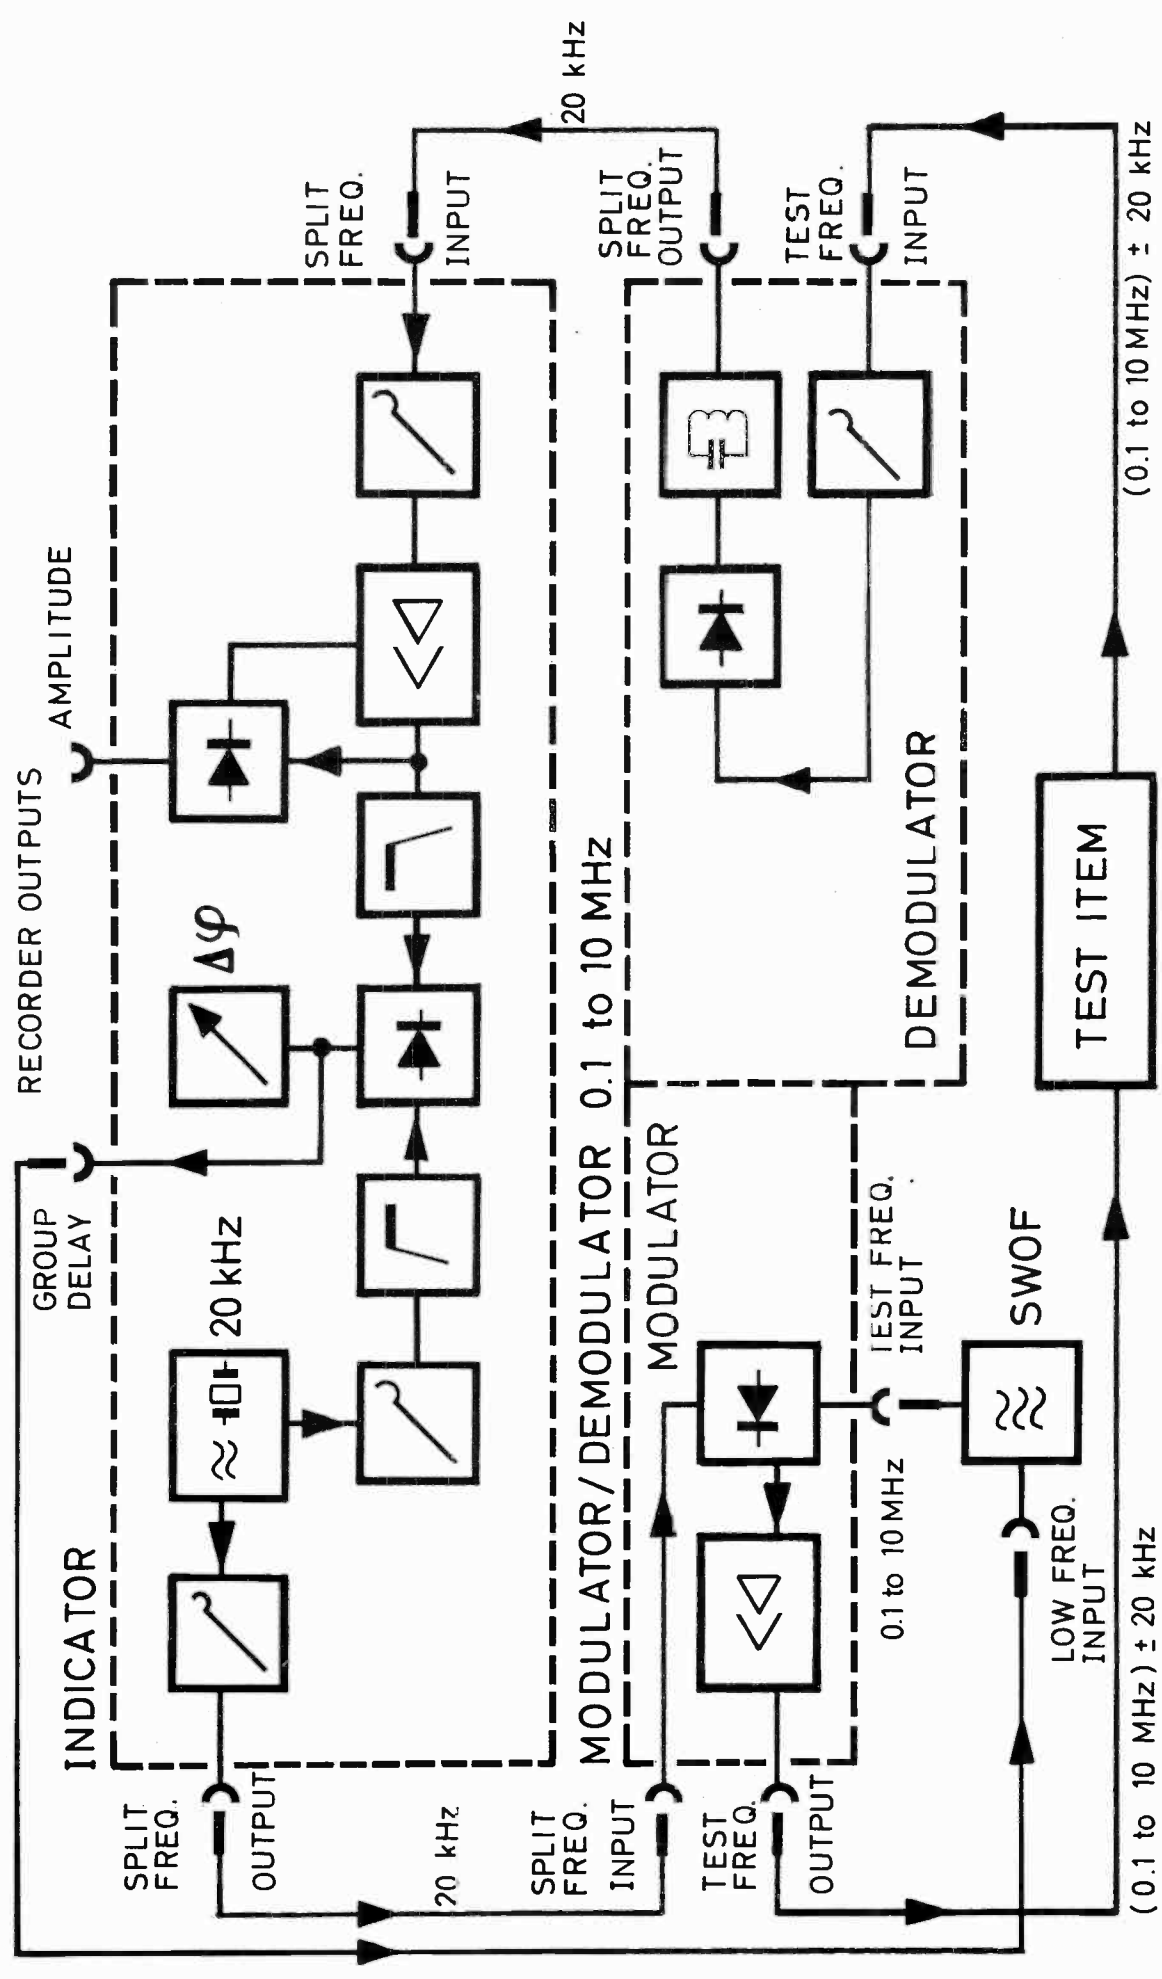 RECORDER OUTPUTS
GROUP
DELAY
AMPLITUDE
INDICATOR
20 kHz
Δφ
SPLIT
FREQ.
OUTPUT
SPLIT
FREQ.
INPUT
20 kHz
20 kHz
MODULATOR/DEMODULATOR 0.1 to 10 MHz
MODULATOR
SPLIT
FREQ.
INPUT
TEST
FREQ.
OUTPUT
SPLIT
FREQ.
OUTPUT
TEST
FREQ.
INPUT
DEMODULATOR
TEST FREQ.
INPUT
0.1 to 10 MHz
SWOF
LOW FREQ.
INPUT
TEST ITEM
(0.1 to 10 MHz) ± 20 kHz
(0.1 to 10 MHz) ± 20 kHz